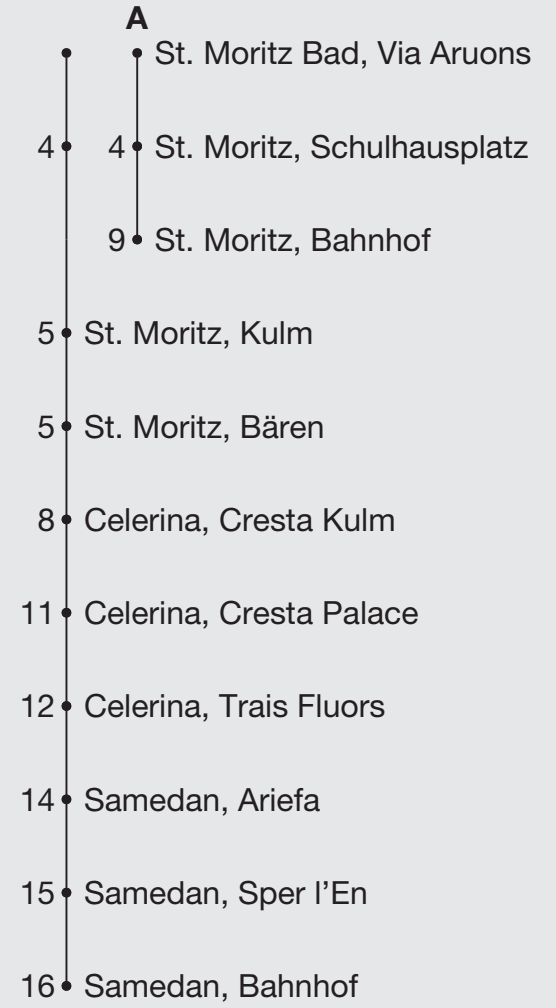 A
St. Moritz Bad, Via Aruons
4 4 St. Moritz, Schulhausplatz
9 St. Moritz, Bahnhof
5 St. Moritz, Kulm
5 St. Moritz, Bären
8 Celerina, Cresta Kulm
11 Celerina, Cresta Palace
12 Celerina, Trais Fluors
14 Samedan, Ariefa
15 Samedan, Sper l’En
16 Samedan, Bahnhof